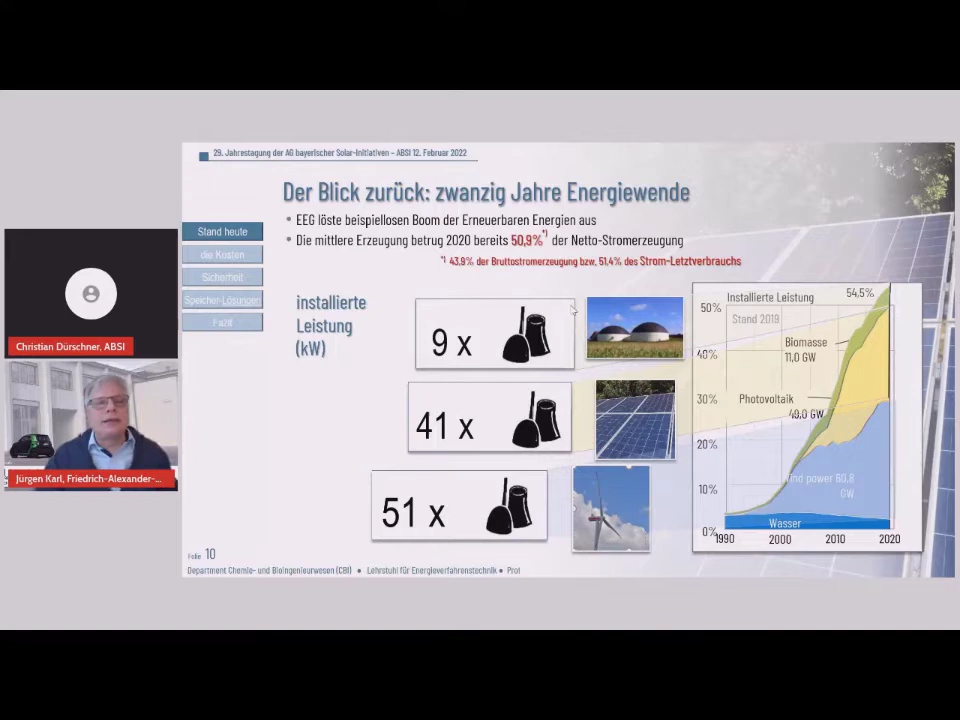 29. Jahrestagung der AG bayerischer Solar-Initiativen – ABSI 12. Februar 2022
Der Blick zurück: zwanzig Jahre Energiewende
• EEG löste beispiellosen Boom der Erneuerbaren Energien aus
• Die mittlere Erzeugung betrug 2020 bereits 50,9%*) der Netto-Stromerzeugung
*) 43,9% der Bruttostromerzeugung bzw. 51,4% des Strom-Letztverbrauchs
Stand heute
die Kosten
Sicherheit
Speicher-Lösungen
Fazit
installierte
Leistung
(kW)
9 x
41 x
51 x
Installierte Leistung
54,5%
Stand 2019
Biomasse
11,0 GW
Photovoltaik
49,0 GW
Wind power 60,8
GW
Wasser
50%
40%
30%
20%
10%
0%
1990
2000
2010
2020
Christian Dürschner, ABSI
Jürgen Karl, Friedrich-Alexander-...
Folie 10
Department Chemie- und Bioingenieurwesen (CBI) • Lehrstuhl für Energieverfahrenstechnik • Prof